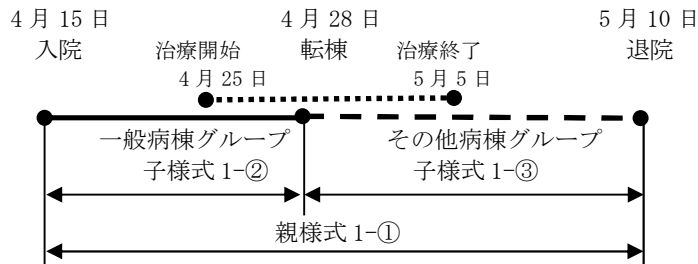 4 月 15 日
入院
4 月 28 日
転棟
5 月 10 日
退院
治療開始
4 月 25 日
治療終了
5 月 5 日
一般病棟グループ
子様式 1-②
その他病棟グループ
子様式 1-③
親様式 1-①